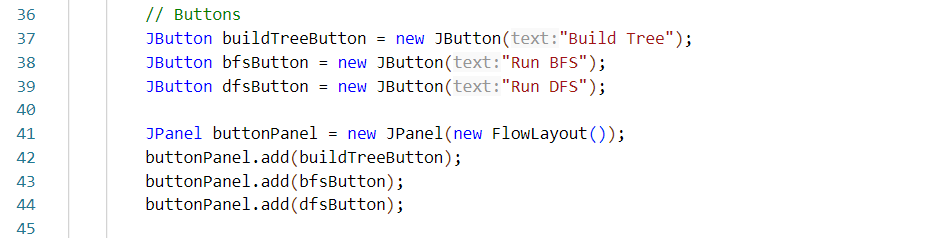 36 // Buttons
37 JButton buildTreeButton = new JButton(text:"Build Tree");
38 JButton bfsButton = new JButton(text:"Run BFS");
39 JButton dfsButton = new JButton(text:"Run DFS");
40
41 JPanel buttonPanel = new JPanel(new FlowLayout());
42 buttonPanel.add(buildTreeButton);
43 buttonPanel.add(bfsButton);
44 buttonPanel.add(dfsButton);
45